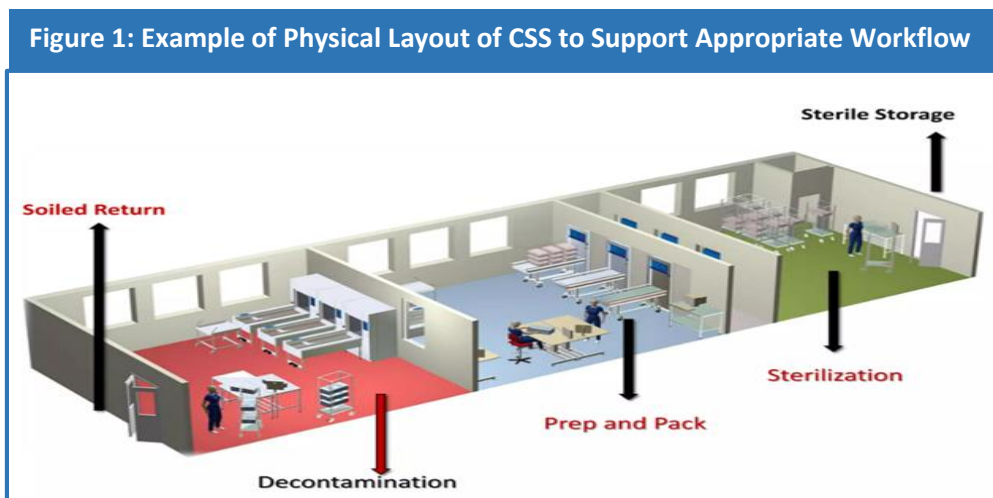 Figure 1: Example of Physical Layout of CSS to Support Appropriate Workflow
Sterile Storage
Soiled Return
Sterilization
Prep and Pack
Decontamination